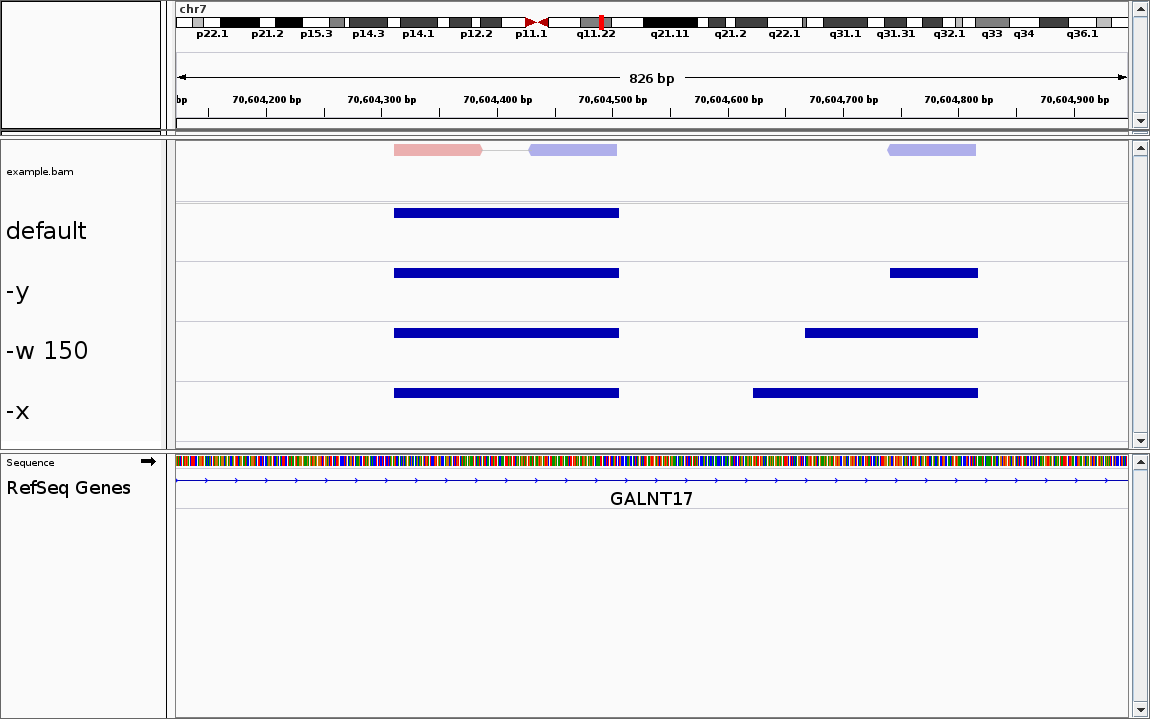 chr7
p22.1 p21.2 p15.3 p14.3 p14.1 p12.2 p11.1 q11.22 q21.11 q21.2 q22.1 q31.1 q31.31 q32.1 q33 q34 q36.1
826 bp
bp 70,604,200 bp 70,604,300 bp 70,604,400 bp 70,604,500 bp 70,604,600 bp 70,604,700 bp 70,604,800 bp 70,604,900 bp
example.bam
default
-y
-w 150
-x
Sequence
RefSeq Genes
GALNT17